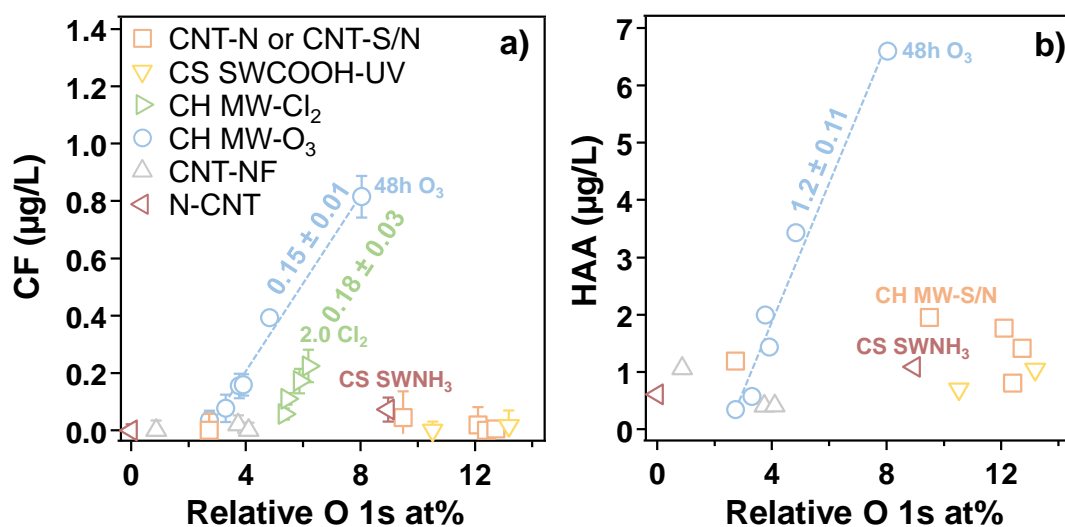 a)
CNT-N or CNT-S/N
CS SWCOOH-UV
CH MW-Cl₂
CH MW-O₃
CNT-NF
N-CNT
48h O₃
0.15 ± 0.01
0.18 ± 0.03
2.0 Cl₂
CS SWNH₃
CF (µg/L)
1.4
1.2
1.0
0.8
0.6
0.4
0.2
0.0
0 4 8 12
Relative O 1s at%
b)
48h O₃
1.2 ± 0.11
CH MW-S/N
CS SWNH₃
HAA (µg/L)
7
6
5
4
3
2
1
0
0 4 8 12
Relative O 1s at%